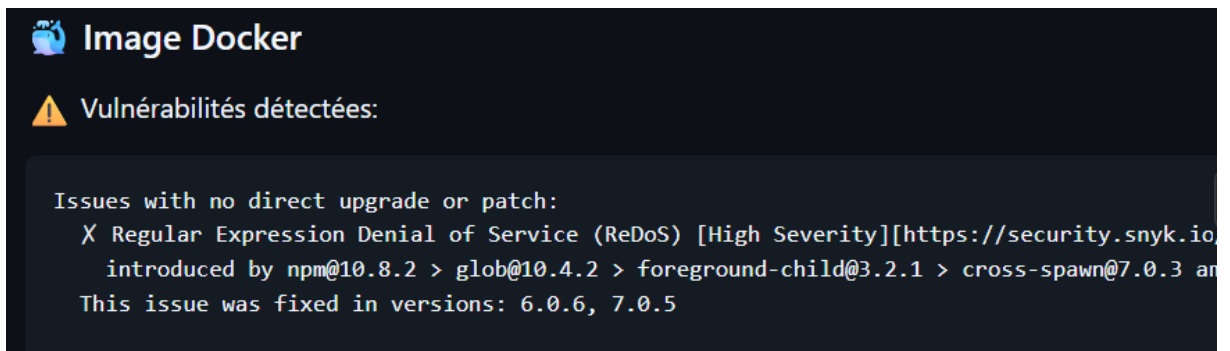 Image Docker
Vulnérabilités détectées:
Issues with no direct upgrade or patch:
✗ Regular Expression Denial of Service (ReDoS) [High Severity][https://security.snyk.io/
introduced by npm@10.8.2 > glob@10.4.2 > foreground-child@3.2.1 > cross-spawn@7.0.3
This issue was fixed in versions: 6.0.6, 7.0.5